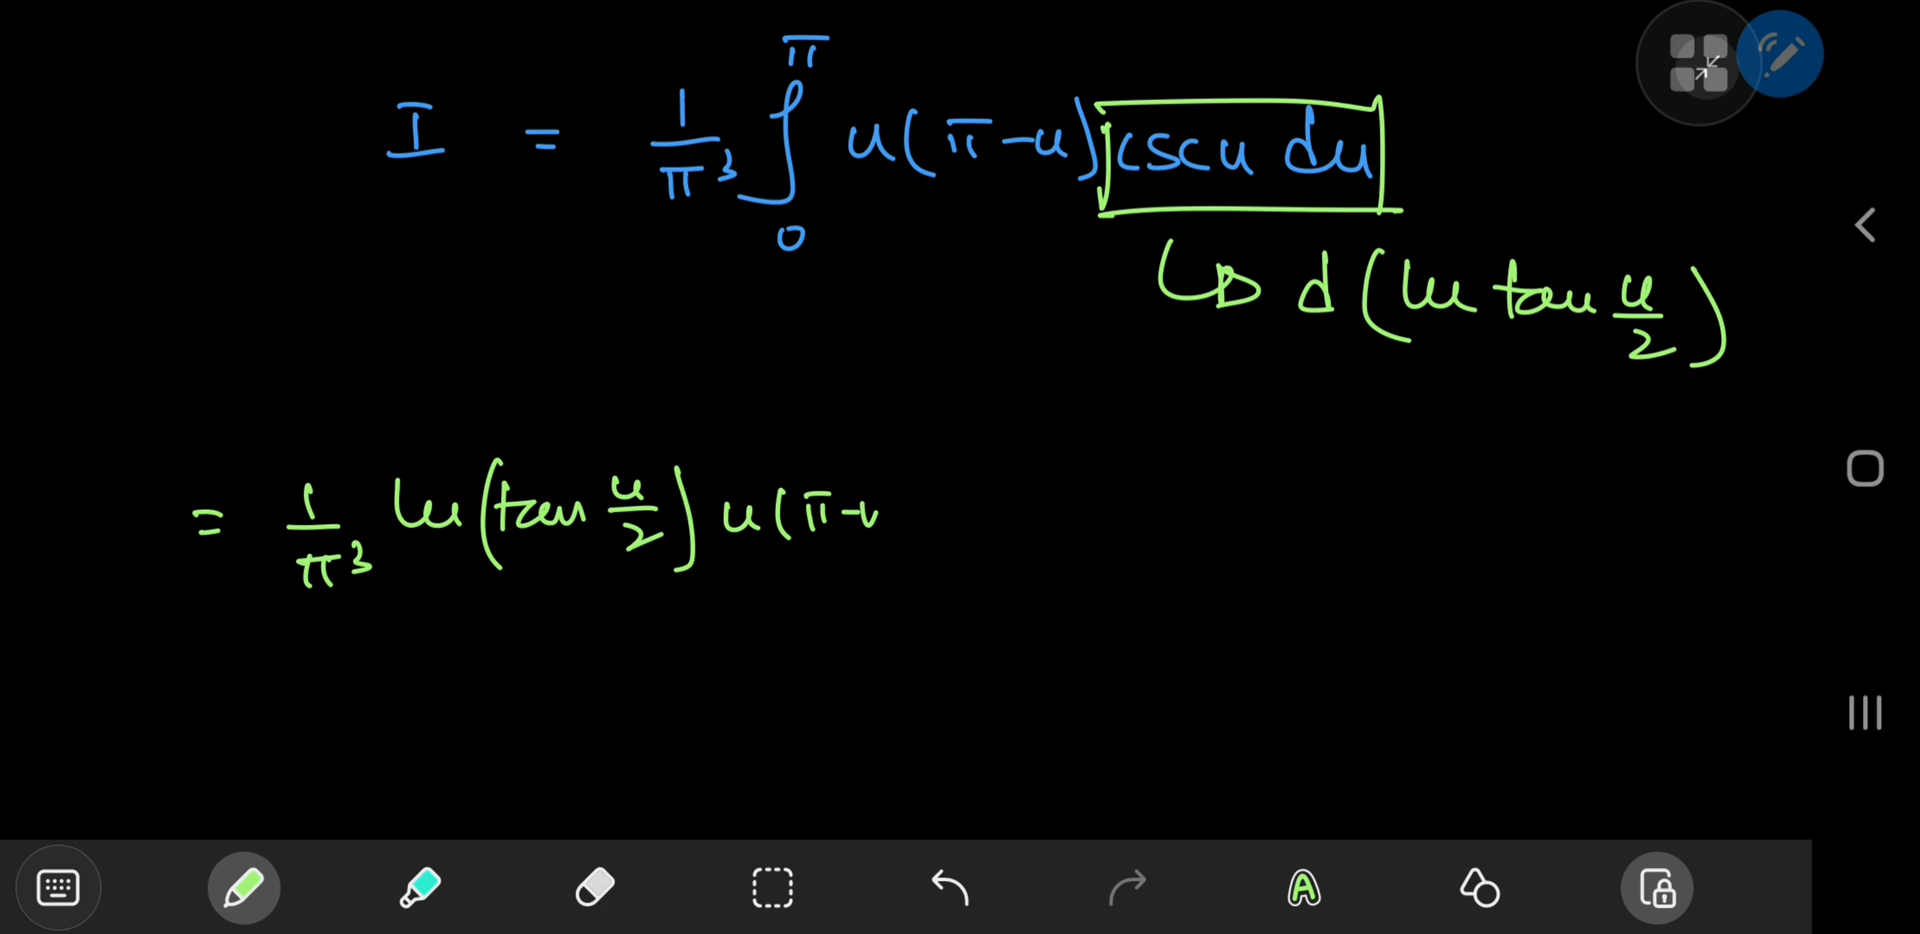 I = 1/π³ ∫₀^π u(π-u) csc u du
↳ d(ln tan u/2)
= 1/π³ ln(tan u/2) u(π-u
A